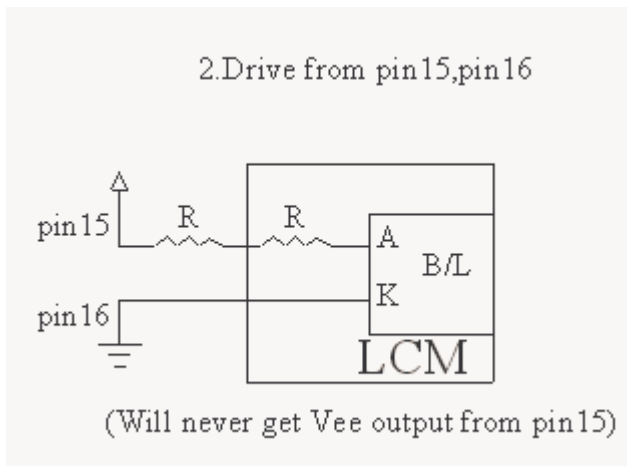 2.Drive from pin15,pin16
pin15
R
R
A
B/L
K
pin16
LCM
(Will never get Vee output from pin15)